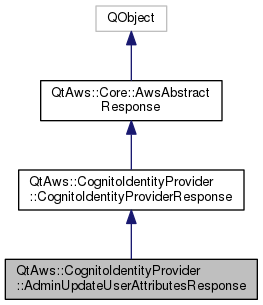 QObject
QtAws::Core::AwsAbstract
Response
QtAws::CognitoIdentityProvider
::CognitoIdentityProviderResponse
QtAws::CognitoIdentityProvider
::AdminUpdateUserAttributesResponse